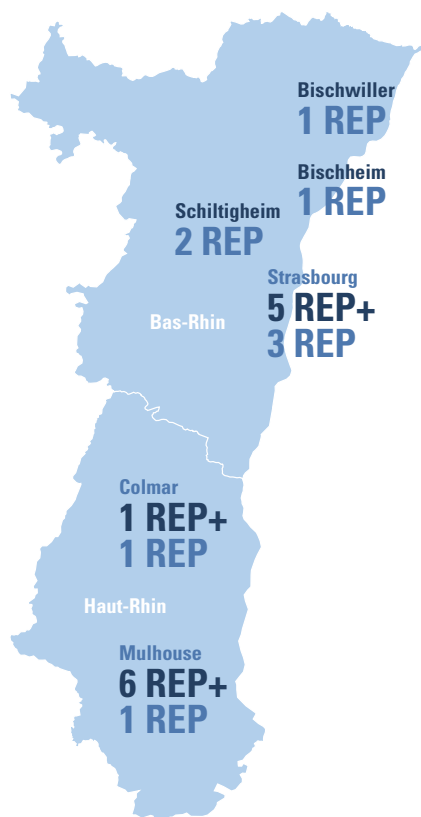 Bischwiller
1 REP
Bischheim
1 REP
Schiltigheim
2 REP
Strasbourg
5 REP+
3 REP
Bas-Rhin
Colmar
1 REP+
1 REP
Haut-Rhin
Mulhouse
6 REP+
1 REP